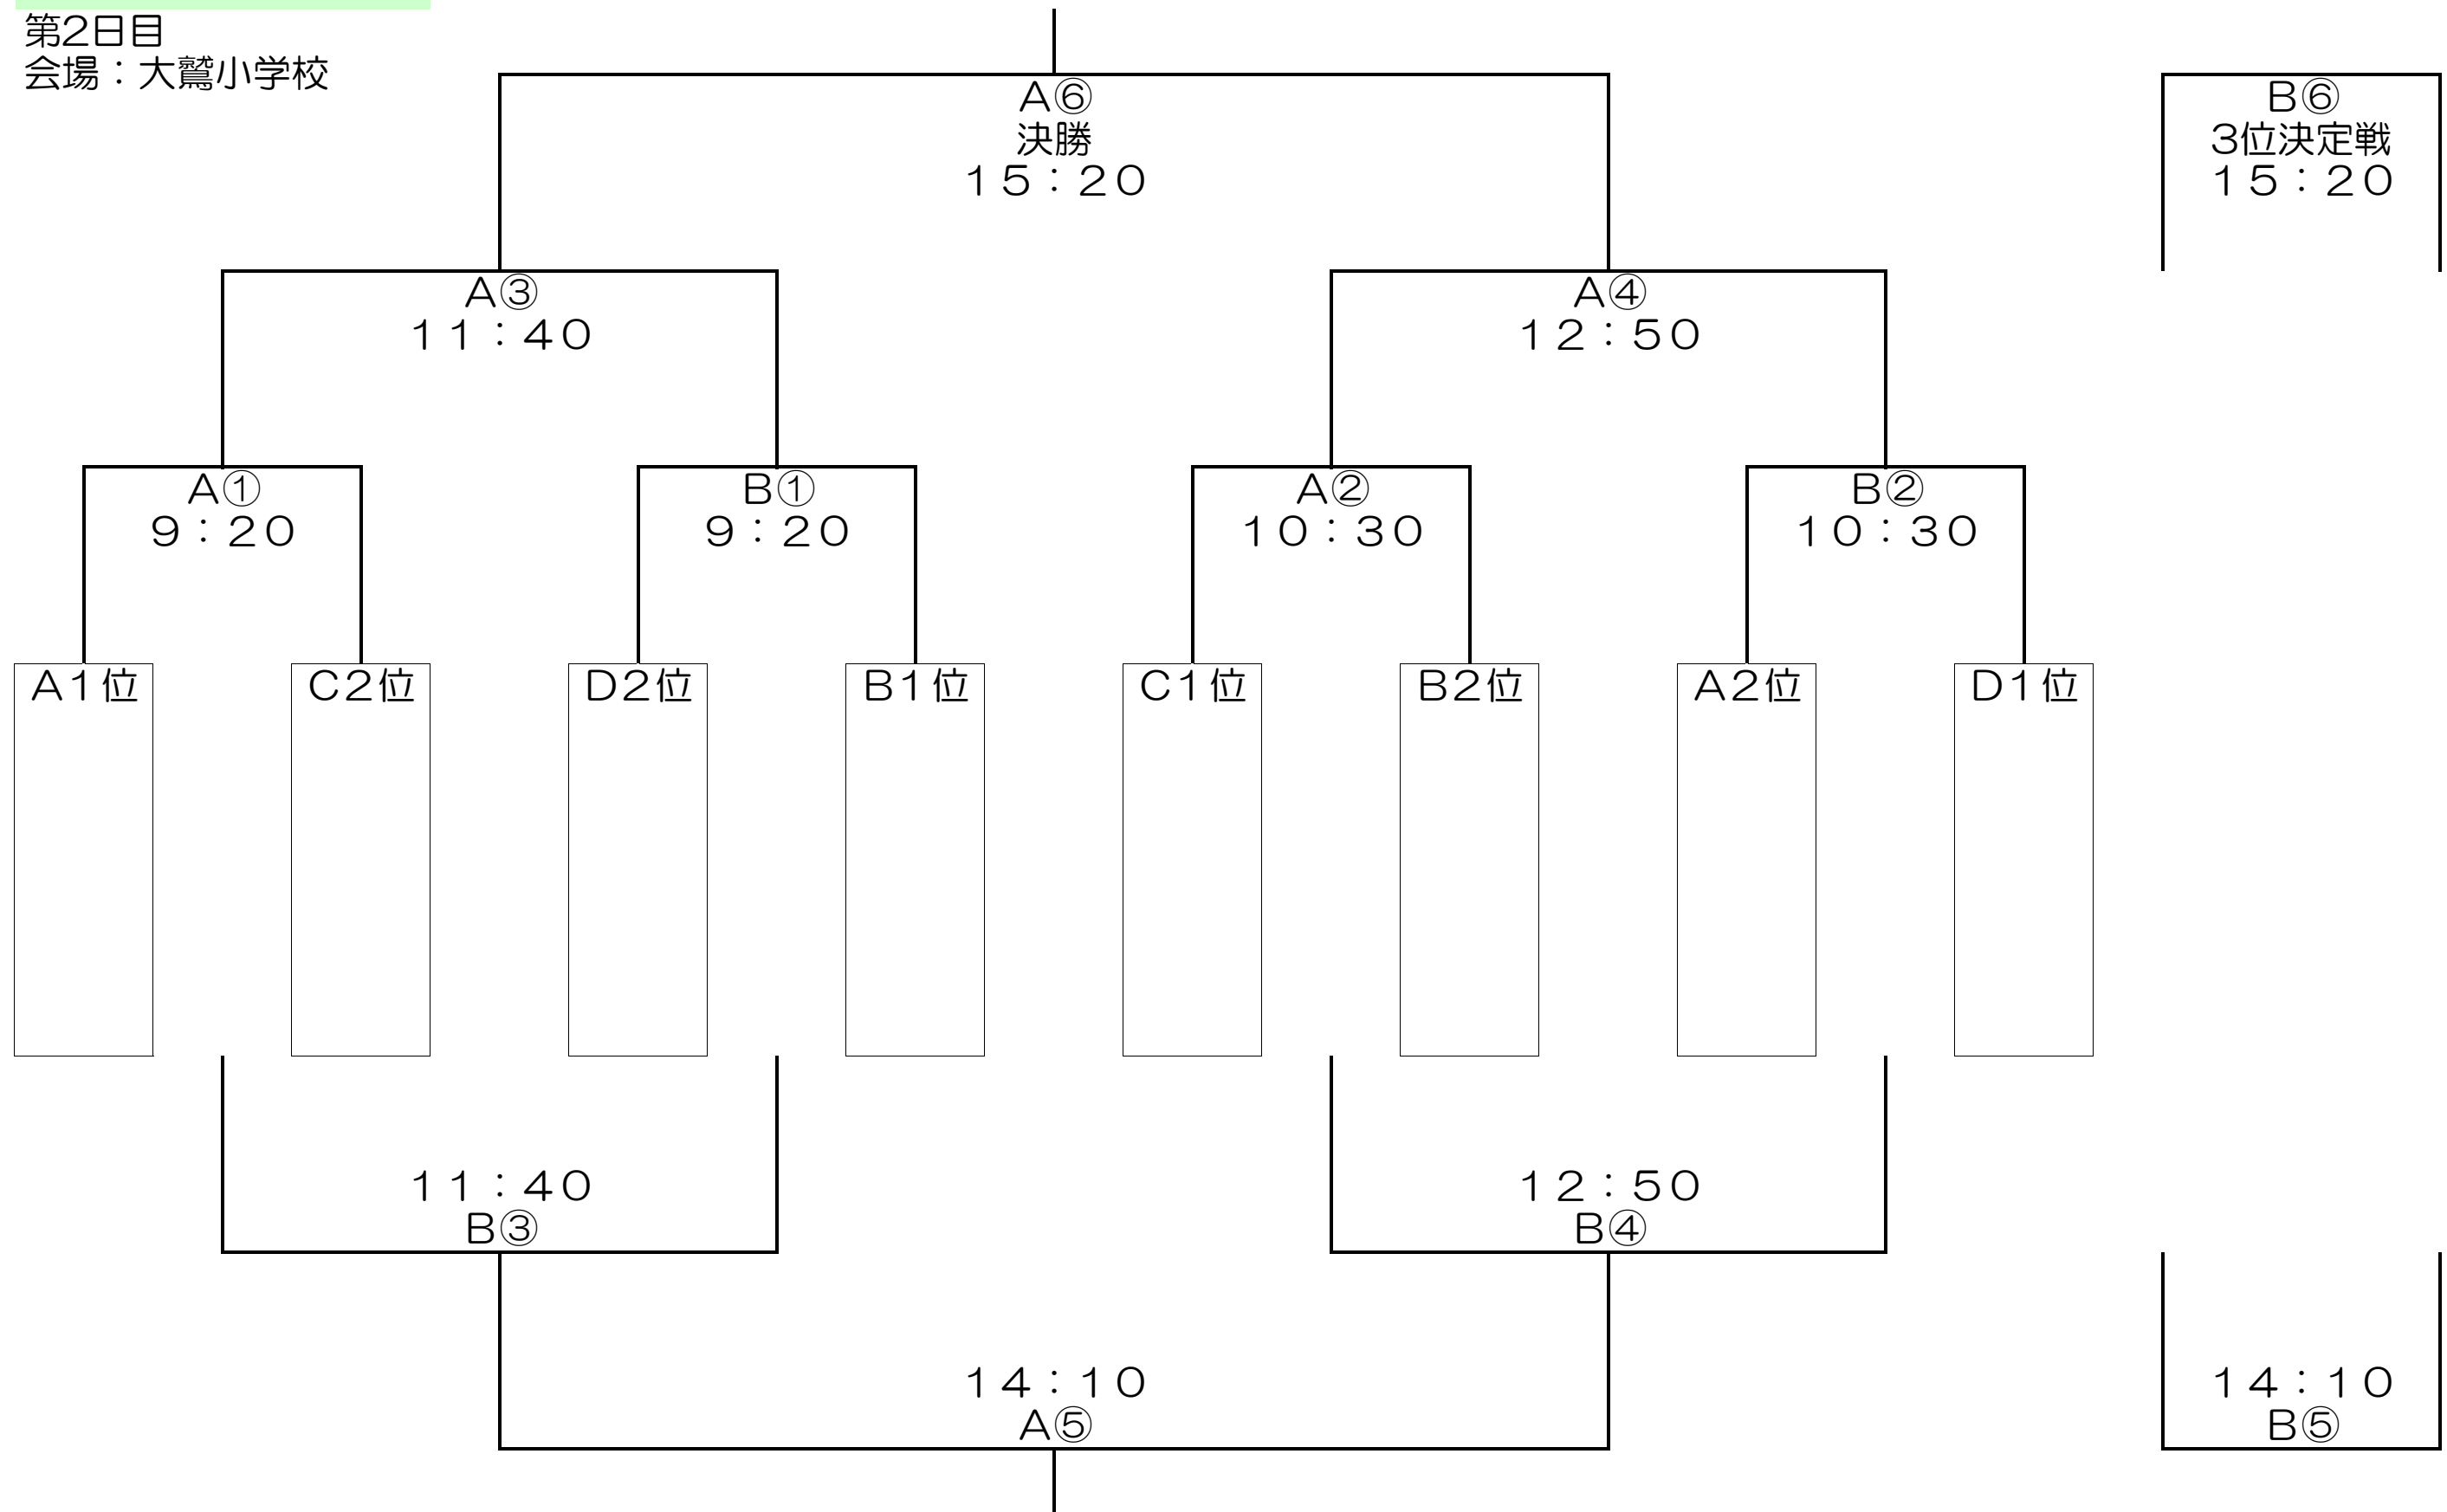 第2日目
会場：大鷲小学校
A⑥
決勝
15：20
B⑥
3位決定戦
15：20
A③
11：40
A④
12：50
A①
9：20
B①
9：20
A②
10：30
B②
10：30
A1位
C2位
D2位
B1位
C1位
B2位
A2位
D1位
11：40
B③
12：50
B④
14：10
A⑤
14：10
B⑤